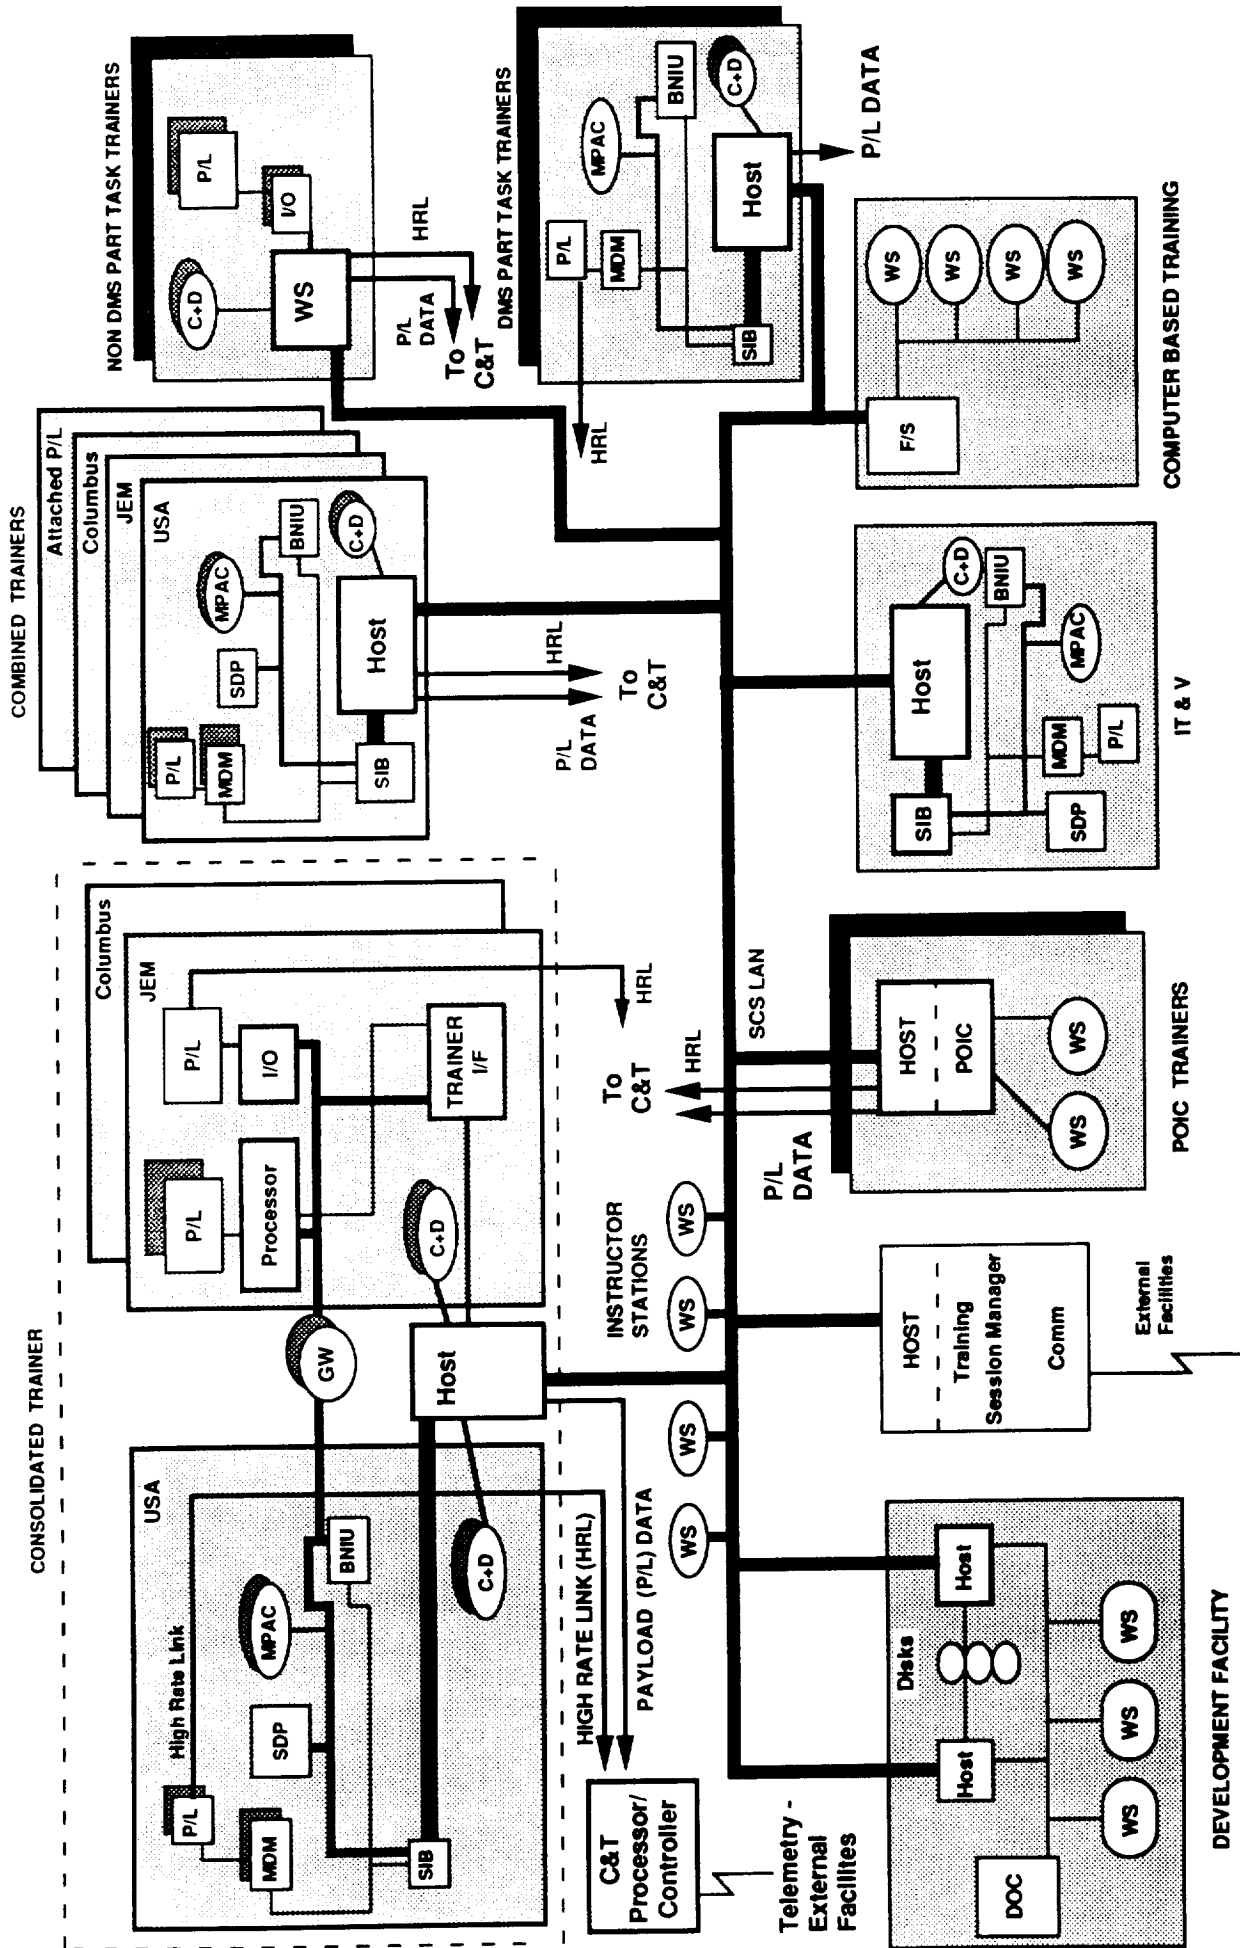 CONSOLIDATED TRAINER
USA
High Rate Link
P/L
MDM
SDP
MPAC
BNIU
SIB
C+D
GW
Host
Columbus
JEM
P/L
Processor
P/L
I/O
C+D
TRAINER
I/F
HRL
To
C&T
HIGH RATE LINK (HRL)
PAYLOAD (P/L) DATA
C&T
Processor/
Controller
Telemetry -
External
Facilites
COMBINED TRAINERS
Attached P/L
Columbus
JEM
USA
P/L
MDM
SDP
MPAC
BNIU
C+D
SIB
Host
P/L
DATA
HRL
To
C&T
NON DMS PART TASK TRAINERS
P/L
I/O
C+D
WS
P/L
DATA
HRL
To
C&T
DMS PART TASK TRAINERS
P/L
MDM
MPAC
BNIU
C+D
SIB
Host
HRL
P/L DATA
INSTRUCTOR
STATIONS
WS
WS
WS
WS
SCS LAN
DEVELOPMENT FACILITY
Disks
Host
Host
DOC
WS
WS
WS
HOST
Training
Session Manager
Comm
External
Facilities
P/L
DATA
HRL
HOST
POIC
WS
WS
POIC TRAINERS
SIB
Host
C+D
BNIU
SDP
MDM
P/L
MPAC
IT & V
F/S
WS
WS
WS
WS
COMPUTER BASED TRAINING